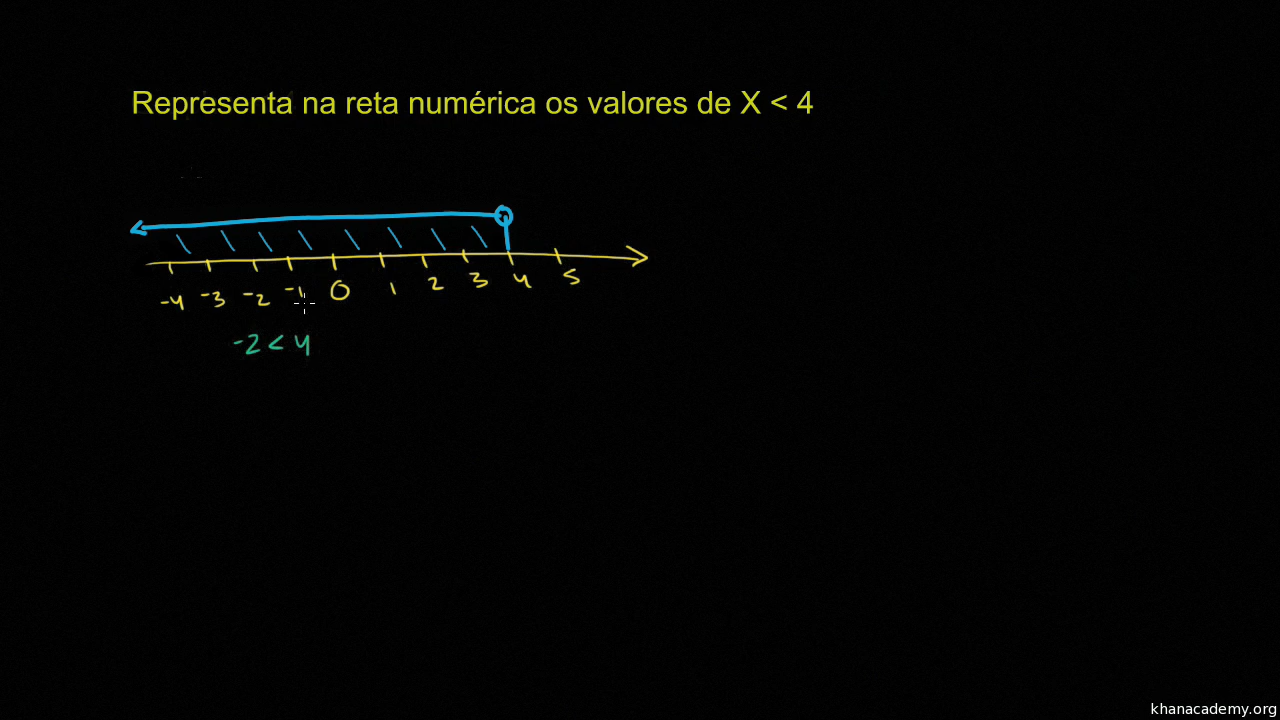 Representa na reta numérica os valores de X < 4
-4 -3 -2 -1 0 1 2 3 4 5
-2 < 4
khanacademy.org